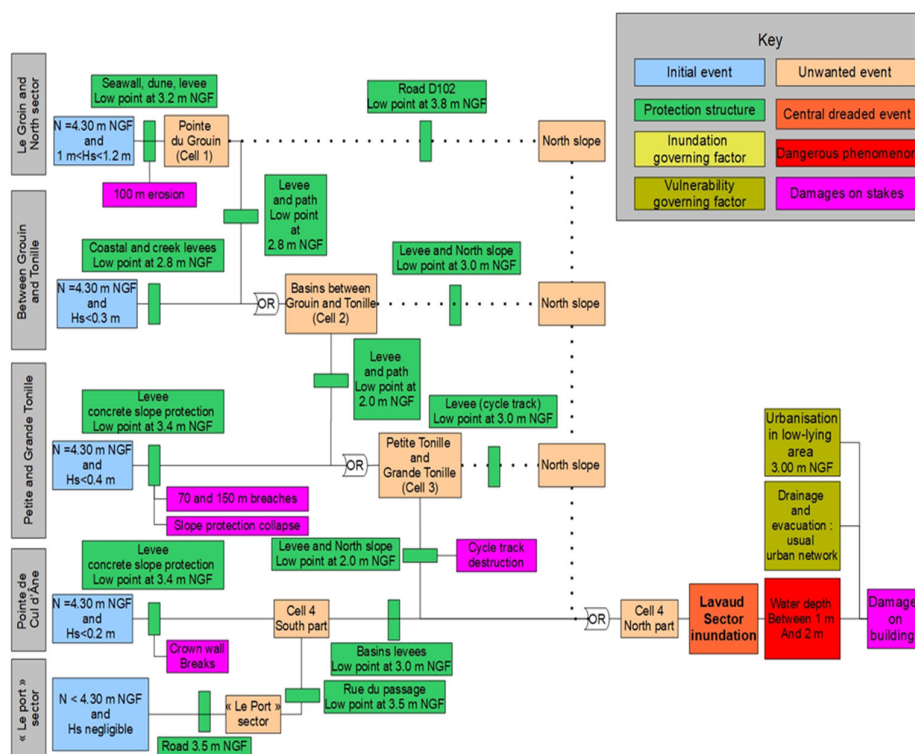 Key
Initial event
Unwanted event
Protection structure
Central dreaded event
Inundation
governing factor
Dangerous phenomenon
Vulnerability
governing factor
Damages on stakes
Le Groin and
North sector
Seawall, dune, levee
Low point at 3.2 m NGF
N =4.30 m NGF
and
1 m<Hs<1.2 m
Pointe
du Grouin
(Cell 1)
100 m erosion
Road D102
Low point at 3.8 m NGF
North slope
Levee
and path
Low point
at
2.8 m NGF
Between Grouin
and Tonille
Coastal and creek levees
Low point at 2.8 m NGF
N=4.30 m NGF
and
Hs<0.3 m
OR
Basins between
Grouin and Tonille
(Cell 2)
Levee and North slope
Low point at 3.0 m NGF
North slope
Levee
and path
Low point at
2.0 m NGF
Petite and Grande Tonille
Levee
concrete slope protection
Low point at 3.4 m NGF
N=4.30 m NGF
and
Hs<0.4 m
70 and 150 m breaches
Slope protection collapse
OR
Petite Tonille
and
Grande Tonille
(Cell 3)
Levee (cycle track)
Low point at 3.0 m NGF
North slope
Levee and North slope
Low point at 2.0 m NGF
Cycle track
destruction
Urbanisation
in low-lying
area
3.00 m NGF
Drainage
and
evacuation :
usual
urban network
Pointe de
Cul d'Âne
Levee
concrete slope protection
Low point at 3.4 m NGF
N=4.30 m NGF
and
Hs<0.2 m
Crown wall
Breaks
Cell 4
South part
Basins levees
Low point at 3.0 m NGF
OR
Cell 4
North part
Lavaud
Sector
inundation
Water depth
Between 1 m
And 2 m
Damage
on
building
« Le port »
sector
N < 4.30 m NGF
and
Hs negligible
Road 3.5 m NGF
« Le Port »
sector
Rue du passage
Low point at 3.5 m NGF